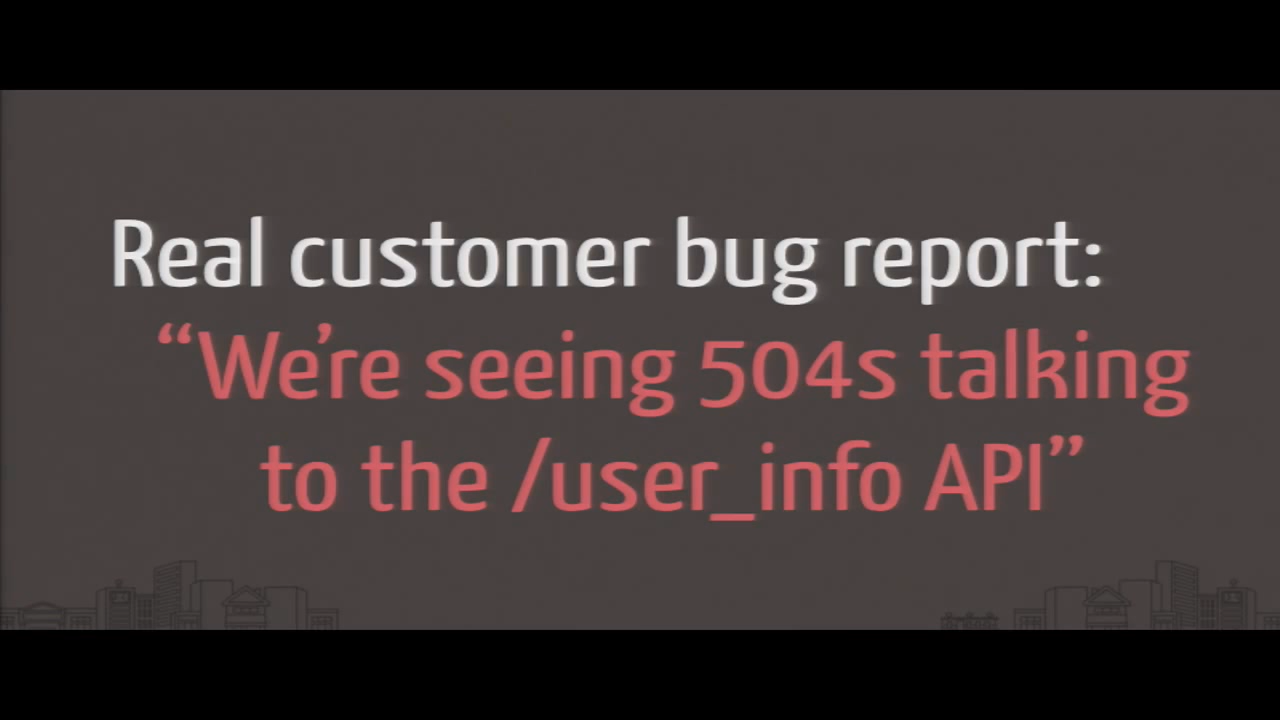 Real customer bug report:
“We’re seeing 504s talking
to the /user_info API”